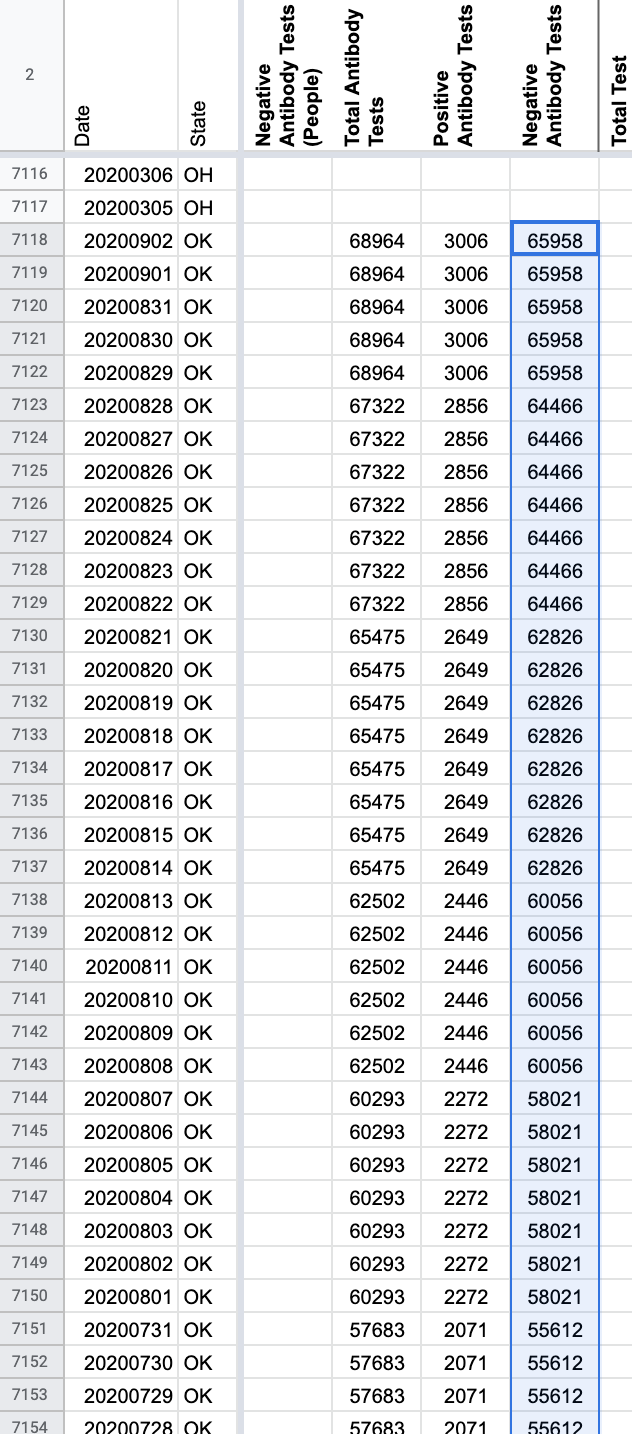 2 Date State Negative Antibody Tests (People) Total Antibody Tests Positive Antibody Tests Negative Antibody Tests Total Test
7116 20200306 OH
7117 20200305 OH
7118 20200902 OK 68964 3006 65958
7119 20200901 OK 68964 3006 65958
7120 20200831 OK 68964 3006 65958
7121 20200830 OK 68964 3006 65958
7122 20200829 OK 68964 3006 65958
7123 20200828 OK 67322 2856 64466
7124 20200827 OK 67322 2856 64466
7125 20200826 OK 67322 2856 64466
7126 20200825 OK 67322 2856 64466
7127 20200824 OK 67322 2856 64466
7128 20200823 OK 67322 2856 64466
7129 20200822 OK 67322 2856 64466
7130 20200821 OK 65475 2649 62826
7131 20200820 OK 65475 2649 62826
7132 20200819 OK 65475 2649 62826
7133 20200818 OK 65475 2649 62826
7134 20200817 OK 65475 2649 62826
7135 20200816 OK 65475 2649 62826
7136 20200815 OK 65475 2649 62826
7137 20200814 OK 65475 2649 62826
7138 20200813 OK 62502 2446 60056
7139 20200812 OK 62502 2446 60056
7140 20200811 OK 62502 2446 60056
7141 20200810 OK 62502 2446 60056
7142 20200809 OK 62502 2446 60056
7143 20200808 OK 62502 2446 60056
7144 20200807 OK 60293 2272 58021
7145 20200806 OK 60293 2272 58021
7146 20200805 OK 60293 2272 58021
7147 20200804 OK 60293 2272 58021
7148 20200803 OK 60293 2272 58021
7149 20200802 OK 60293 2272 58021
7150 20200801 OK 60293 2272 58021
7151 20200731 OK 57683 2071 55612
7152 20200730 OK 57683 2071 55612
7153 20200729 OK 57683 2071 55612
7154 20200728 OK 57683 2071 55612